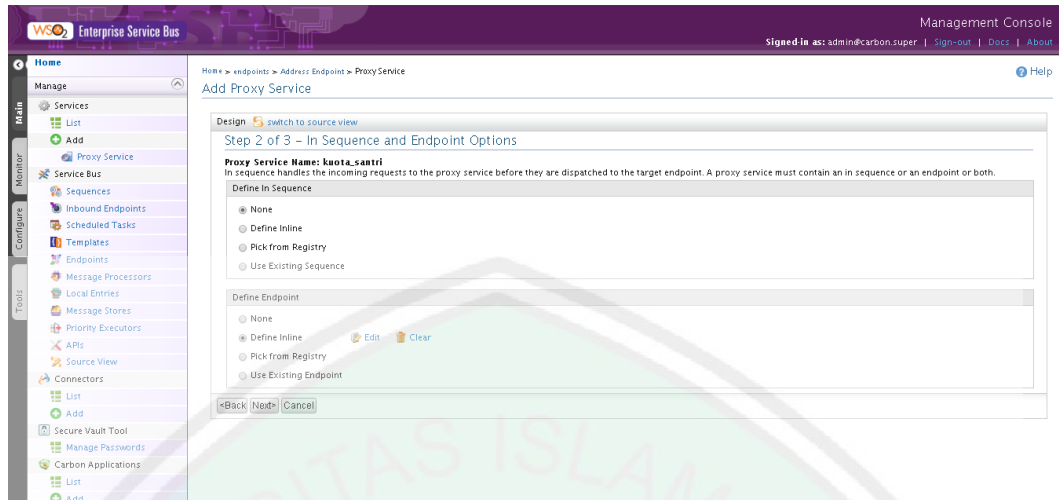 WSO2 Enterprise Service Bus
Management Console
Signed-in as: admin@carbon.super | Sign-out | Docs | About
Main
Monitor
Configure
Tools
Home
Manage
Services
List
Add
Proxy Service
Service Bus
Sequences
Inbound Endpoints
Scheduled Tasks
Templates
Endpoints
Message Processors
Local Entries
Message Stores
Priority Executors
APIs
Source View
Connectors
List
Add
Secure Vault Tool
Manage Passwords
Carbon Applications
List
Add
Home > endpoints > Address Endpoint > Proxy Service
Help
Add Proxy Service
Design switch to source view
Step 2 of 3 - In Sequence and Endpoint Options
Proxy Service Name: kuota_santri
In sequence handles the incoming requests to the proxy service before they are dispatched to the target endpoint. A proxy service must contain an in sequence or an endpoint or both.
Define In Sequence
None
Define Inline
Pick from Registry
Use Existing Sequence
Define Endpoint
None
Define Inline Edit Clear
Pick from Registry
Use Existing Endpoint
<Back Next> Cancel
ITAS ISLAM